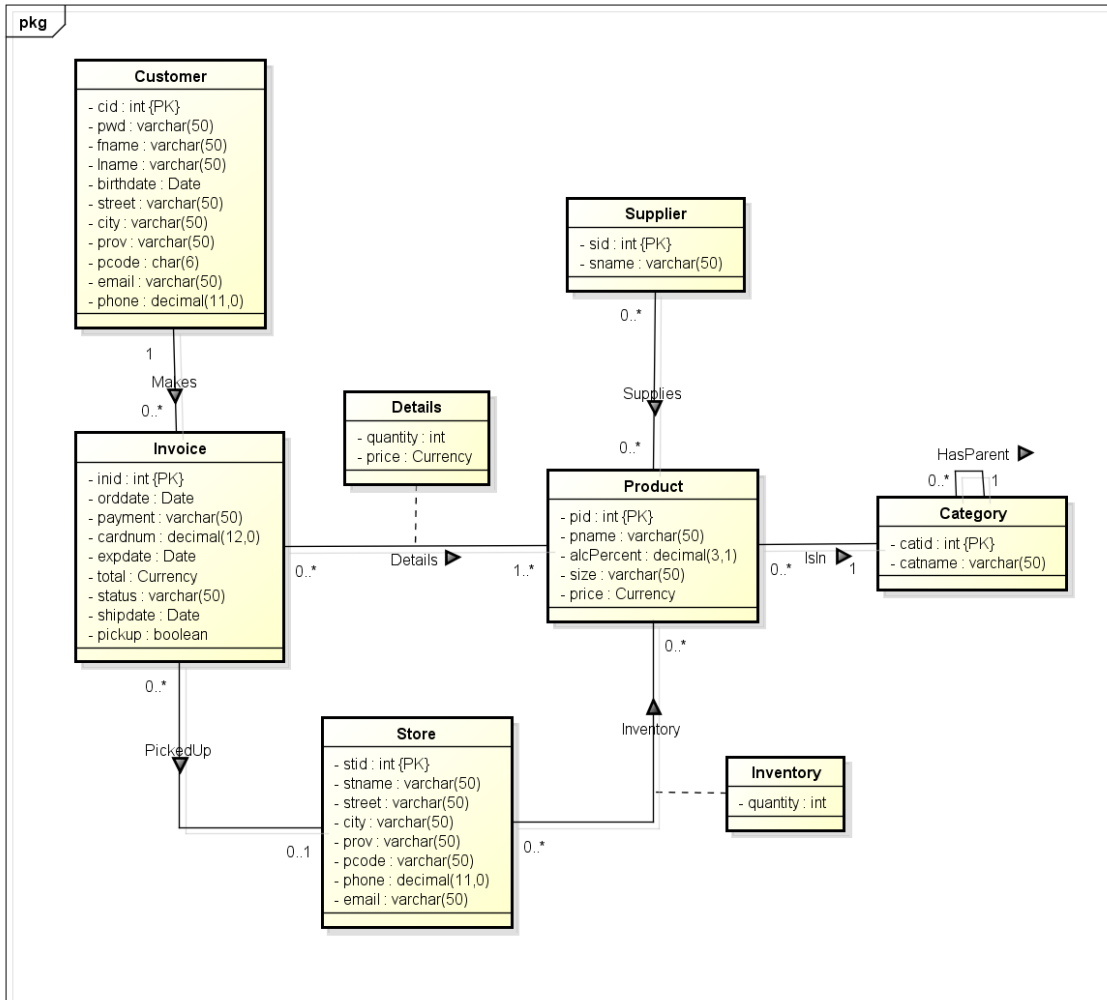 pkg
Customer
- cid : int {PK}
- pwd : varchar(50)
- fname : varchar(50)
- lname : varchar(50)
- birthdate : Date
- street : varchar(50)
- city : varchar(50)
- prov : varchar(50)
- pcode : char(6)
- email : varchar(50)
- phone : decimal(11,0)
1
Makes
0..*
Supplier
- sid : int {PK}
- sname : varchar(50)
0..*
Supplies
0..*
Details
- quantity : int
- price : Currency
Invoice
- inid : int {PK}
- orddate : Date
- payment : varchar(50)
- cardnum : decimal(12,0)
- expdate : Date
- total : Currency
- status : varchar(50)
- shipdate : Date
- pickup : boolean
0..*
Details
1..*
Product
- pid : int {PK}
- pname : varchar(50)
- alcPercent : decimal(3,1)
- size : varchar(50)
- price : Currency
0..*
IsIn
1
HasParent
0..*
1
Category
- catid : int {PK}
- catname : varchar(50)
0..*
PickedUp
0..1
Store
- stid : int {PK}
- stname : varchar(50)
- street : varchar(50)
- city : varchar(50)
- prov : varchar(50)
- pcode : varchar(50)
- phone : decimal(11,0)
- email : varchar(50)
0..*
Inventory
0..*
Inventory
- quantity : int